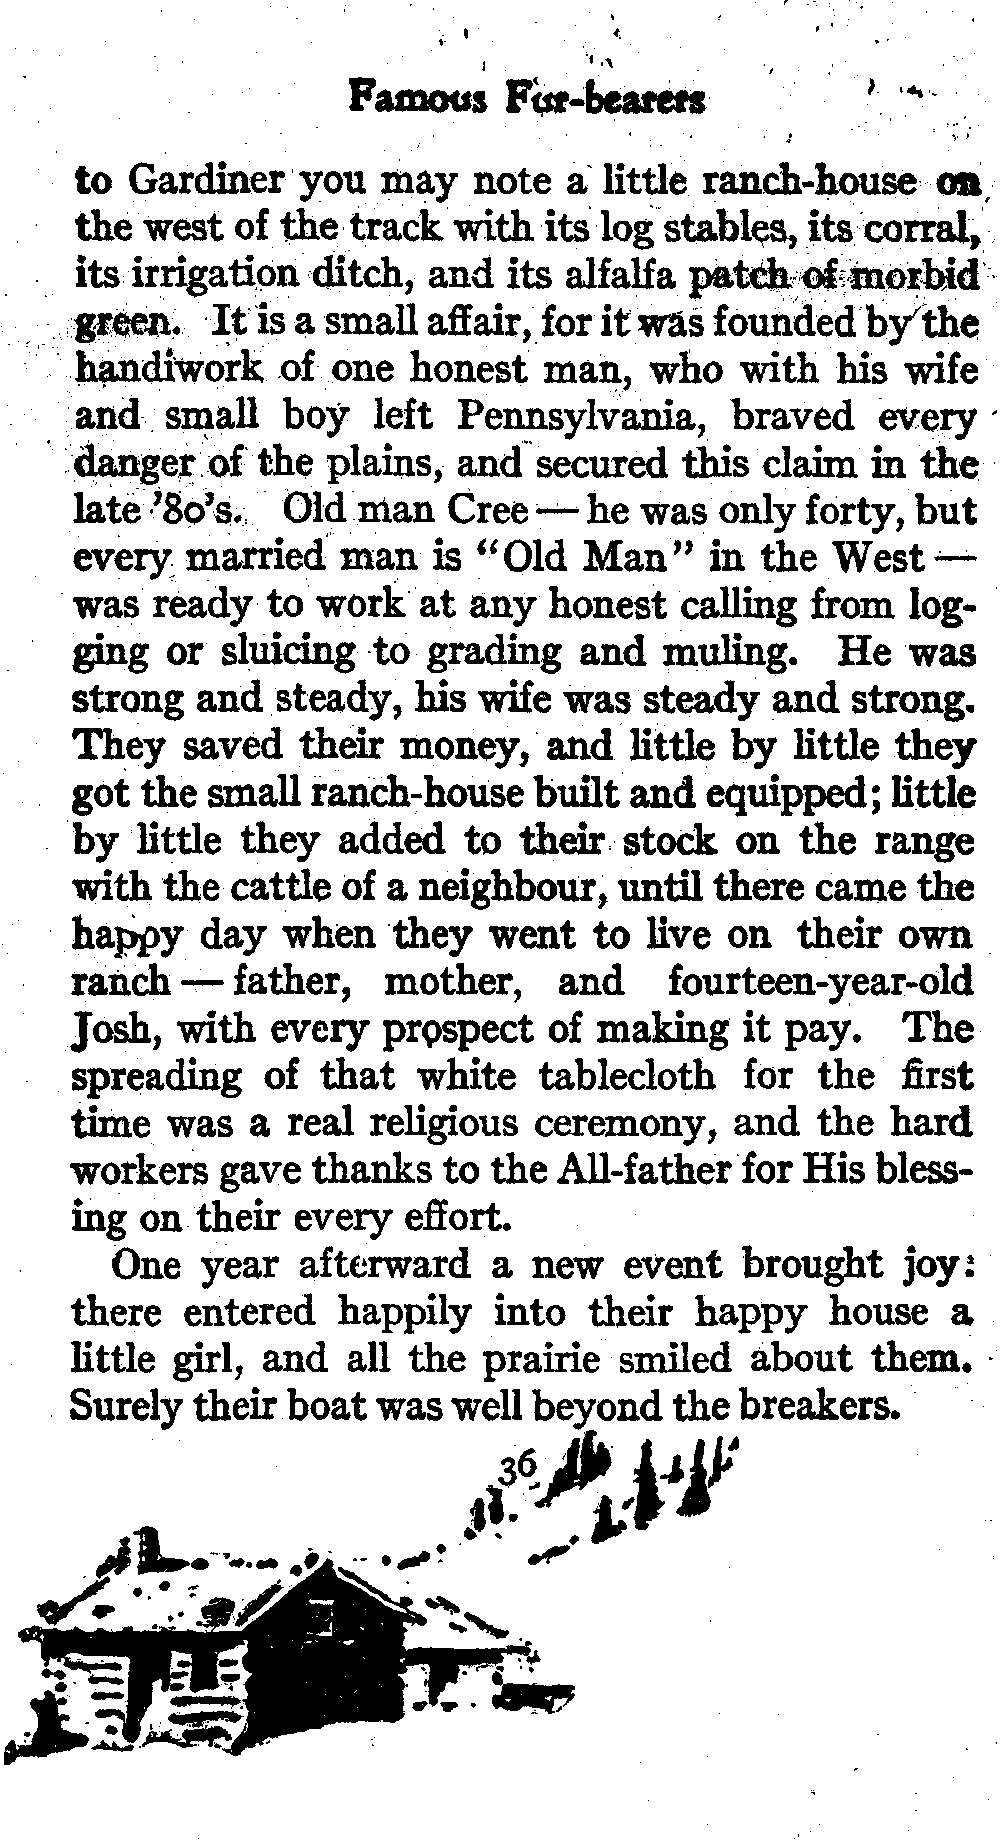 Famous Fur-bearers
to Gardiner you may note a little ranch-house on
the west of the track with its log stables, its corral,
its irrigation ditch, and its alfalfa patch of morbid
green. It is a small affair, for it was founded by the
handiwork of one honest man, who with his wife
and small boy left Pennsylvania, braved every
danger of the plains, and secured this claim in the
late '80's. Old man Cree — he was only forty, but
every married man is "Old Man" in the West —
was ready to work at any honest calling from log-
ging or sluicing to grading and muling. He was
strong and steady, his wife was steady and strong.
They saved their money, and little by little they
got the small ranch-house built and equipped; little
by little they added to their stock on the range
with the cattle of a neighbour, until there came the
happy day when they went to live on their own
ranch — father, mother, and fourteen-year-old
Josh, with every prospect of making it pay. The
spreading of that white tablecloth for the first
time was a real religious ceremony, and the hard
workers gave thanks to the All-father for His bless-
ing on their every effort.
One year afterward a new event brought joy:
there entered happily into their happy house a
little girl, and all the prairie smiled about them.
Surely their boat was well beyond the breakers.
36